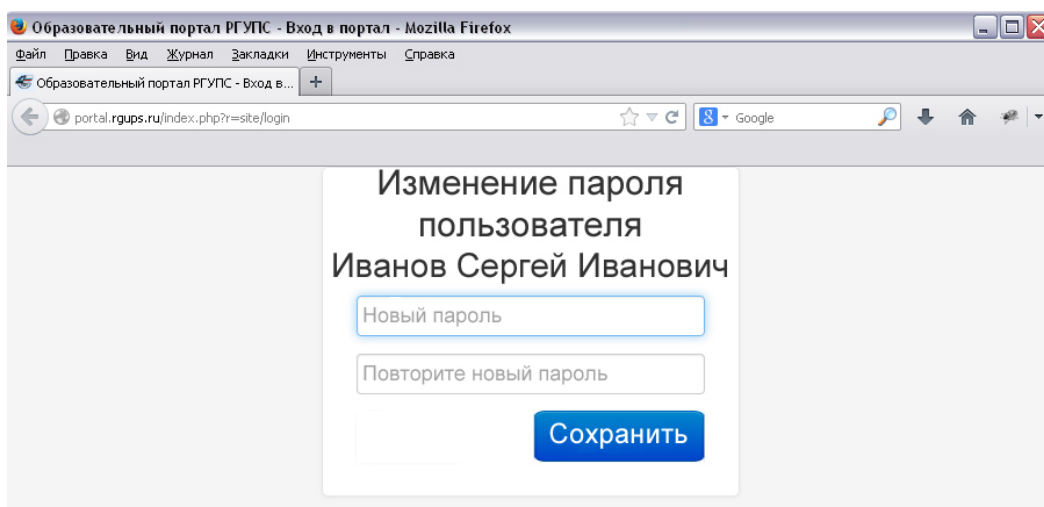 Образовательный портал РГУПС - Вход в портал - Mozilla Firefox
Файл Правка Вид Журнал Закладки Инструменты Справка
Образовательный портал РГУПС - Вход в... +
portal.rgups.ru/index.php?r=site/login 8 Google
Изменение пароля
пользователя
Иванов Сергей Иванович
Новый пароль
Повторите новый пароль
Сохранить